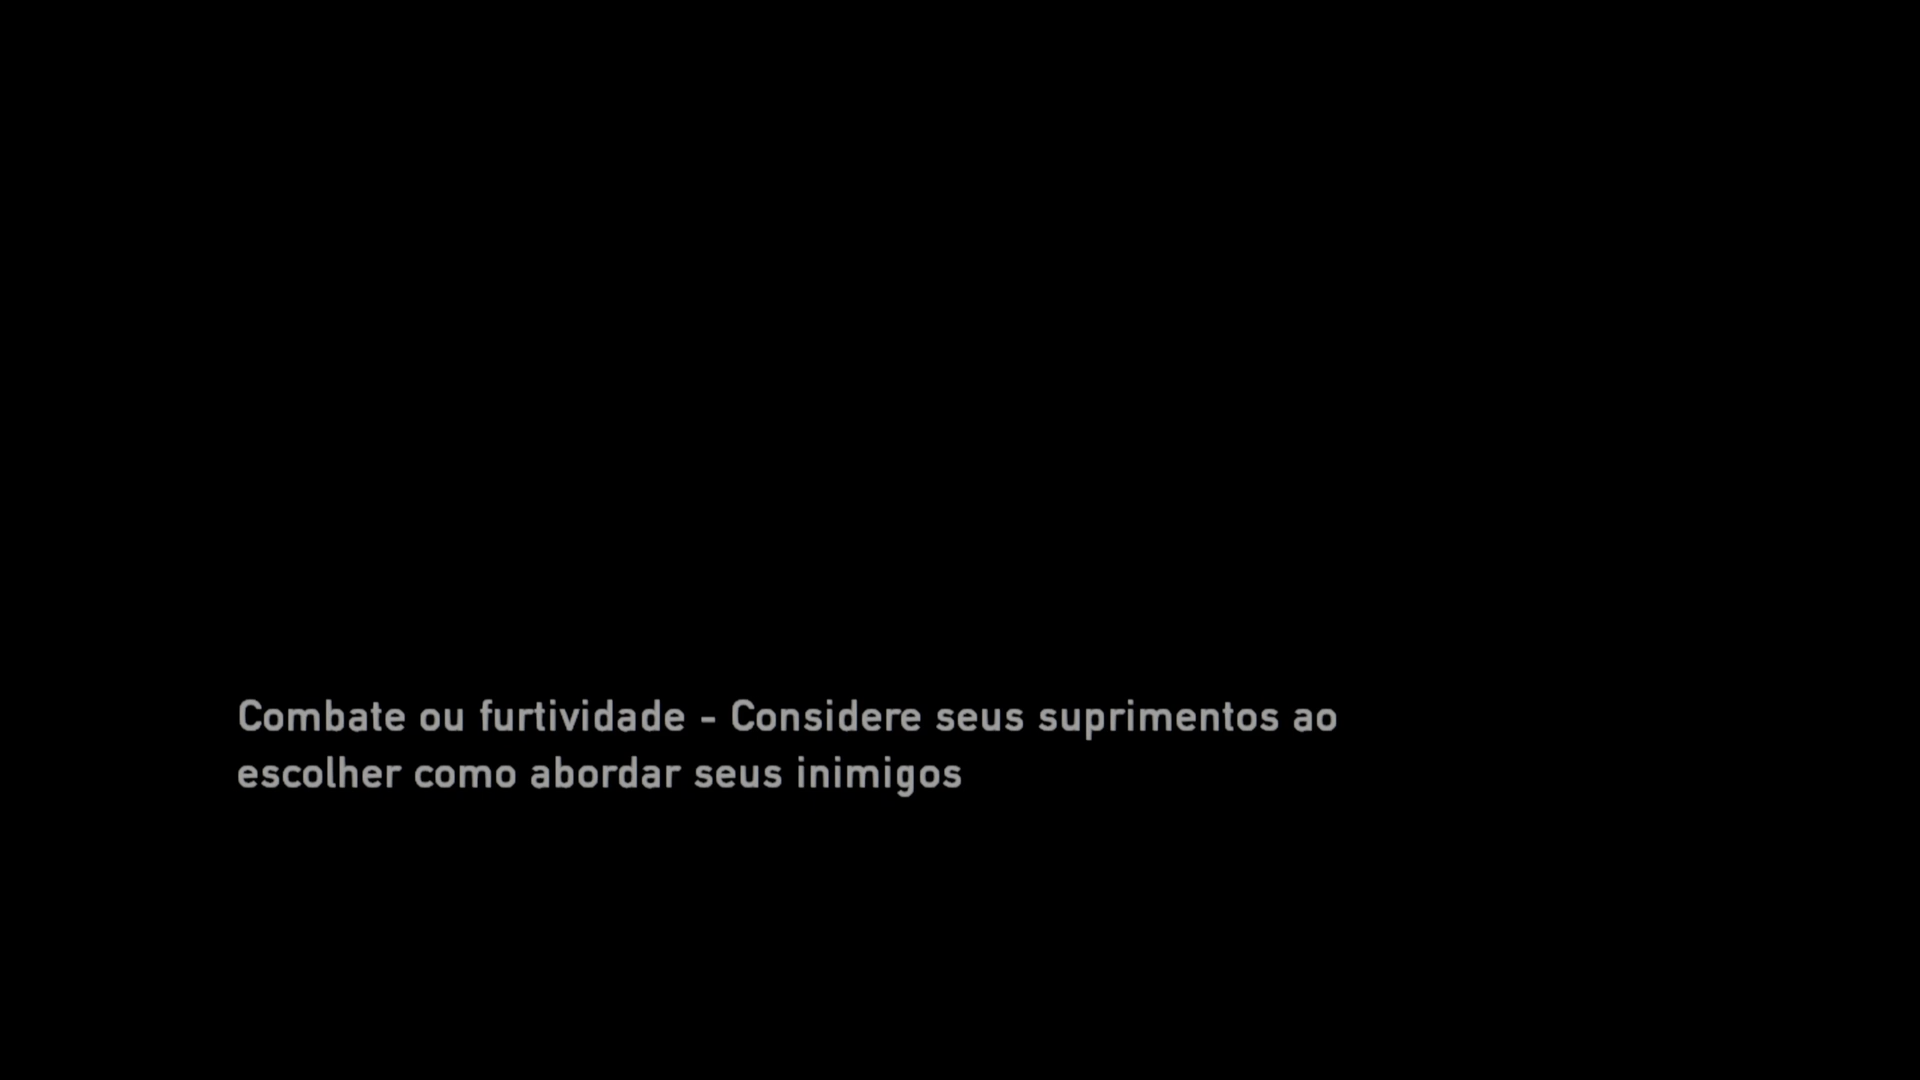 Combate ou furtividade - Considere seus suprimentos ao
escolher como abordar seus inimigos